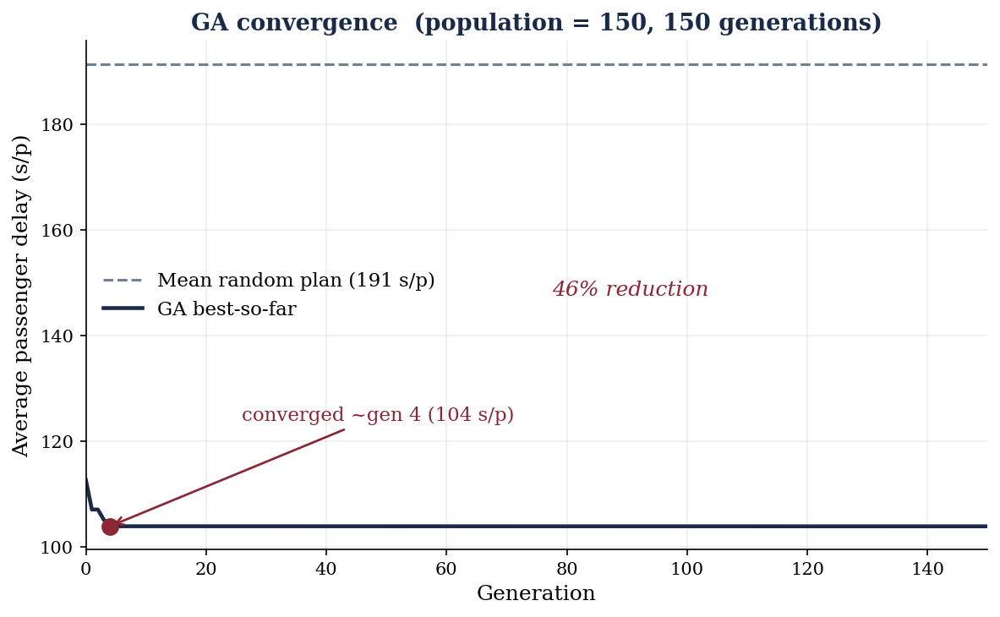 GA convergence (population = 150, 150 generations)
Average passenger delay (s/p)
180
160
140
120
100
Mean random plan (191 s/p)
GA best-so-far
46% reduction
converged ~gen 4 (104 s/p)
0 20 40 60 80 100 120 140
Generation